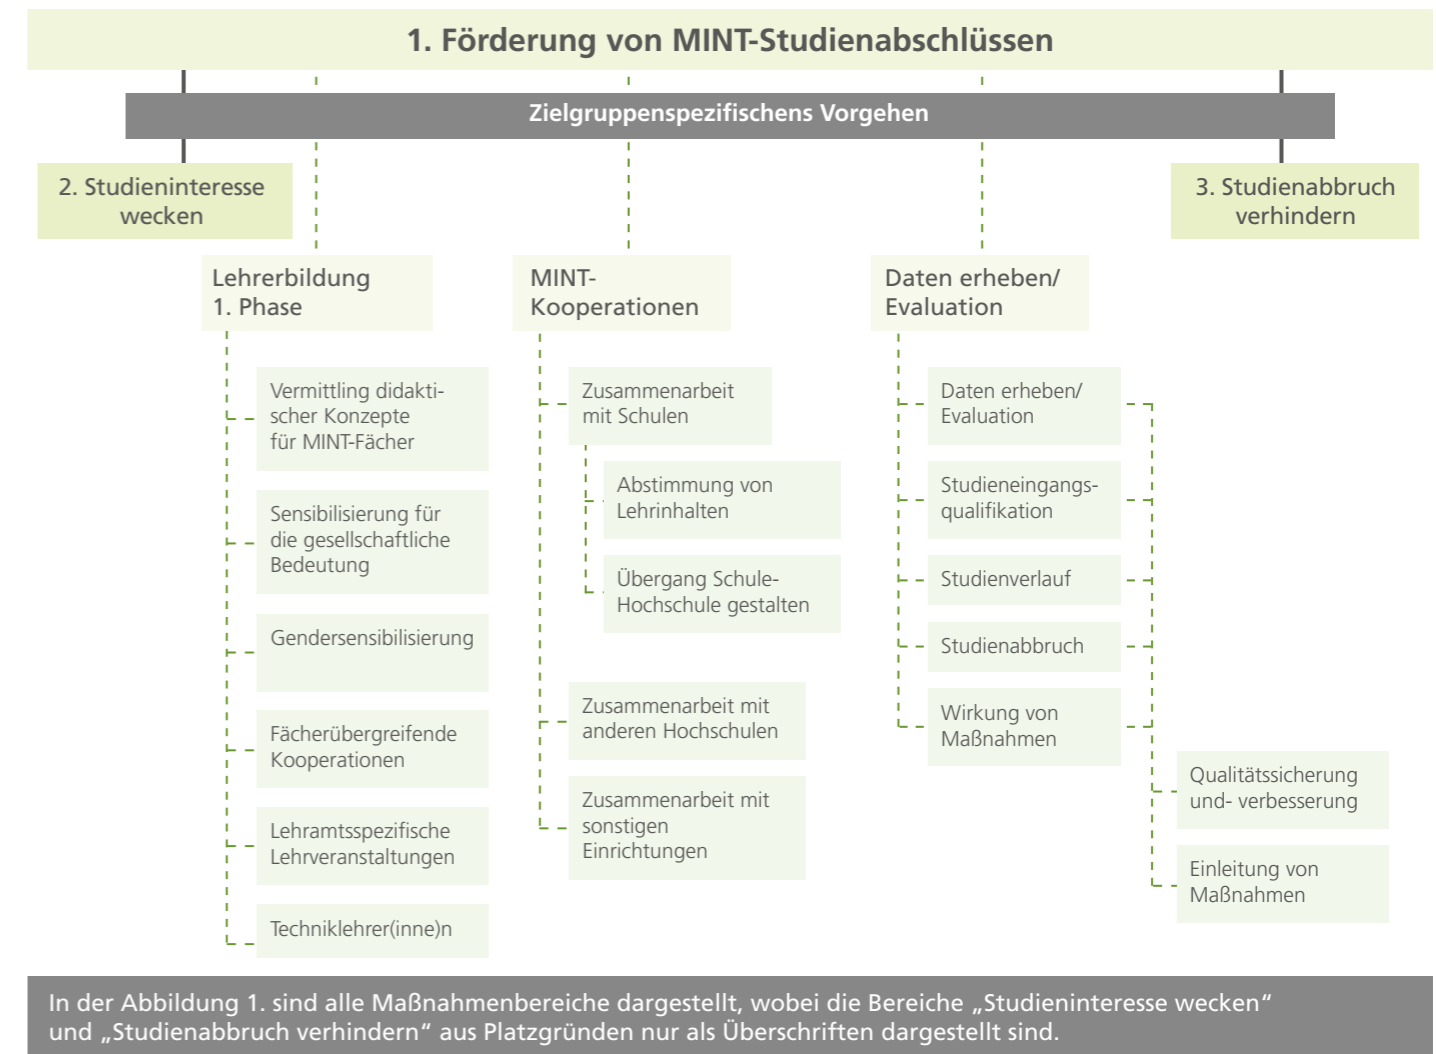 1. Förderung von MINT-Studienabschlüssen
Zielgruppenspezifischens Vorgehen
2. Studieninteresse
wecken
3. Studienabbruch
verhindern
Lehrerbildung
1. Phase
Vermittling didakti-
scher Konzepte
für MINT-Fächer
Sensibilisierung für
die gesellschaftliche
Bedeutung
Gendersensibilisierung
Fächerübergreifende
Kooperationen
Lehramtsspezifische
Lehrveranstaltungen
Techniklehrer(inne)n
MINT-
Kooperationen
Zusammenarbeit
mit Schulen
Abstimmung von
Lehrinhalten
Übergang Schule-
Hochschule gestalten
Zusammenarbeit mit
anderen Hochschulen
Zusammenarbeit mit
sonstigen
Einrichtungen
Daten erheben/
Evaluation
Daten erheben/
Evaluation
Studieneingangs-
qualifikation
Studienverlauf
Studienabbruch
Wirkung von
Maßnahmen
Qualitätssicherung
und- verbesserung
Einleitung von
Maßnahmen
In der Abbildung 1. sind alle Maßnahmenbereiche dargestellt, wobei die Bereiche „Studieninteresse wecken“
und „Studienabbruch verhindern“ aus Platzgründen nur als Überschriften dargestellt sind.